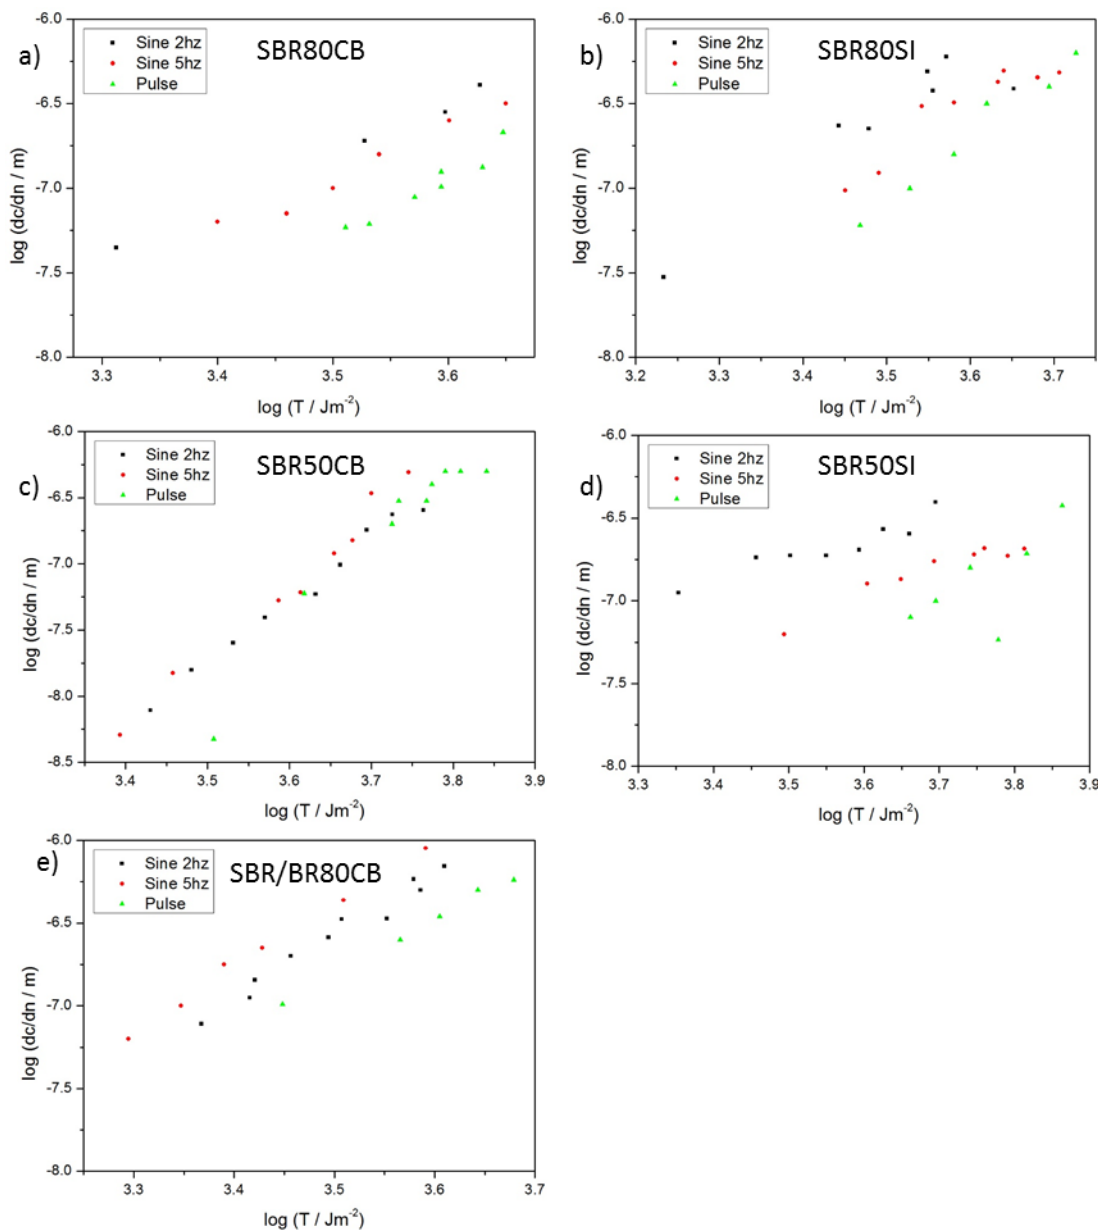 a)
SBR80CB
Sine 2hz
Sine 5hz
Pulse
-6.0
-6.5
-7.0
-7.5
-8.0
log (dc/dn / m)
3.3 3.4 3.5 3.6
log (T / Jm⁻²)
b)
SBR80SI
Sine 2hz
Sine 5hz
Pulse
-6.0
-6.5
-7.0
-7.5
-8.0
log (dc/dn / m)
3.2 3.3 3.4 3.5 3.6 3.7
log (T / Jm⁻²)
c)
SBR50CB
Sine 2hz
Sine 5hz
Pulse
-6.0
-6.5
-7.0
-7.5
-8.0
-8.5
log (dc/dn / m)
3.4 3.5 3.6 3.7 3.8 3.9
log (T / Jm⁻²)
d)
SBR50SI
Sine 2hz
Sine 5hz
Pulse
-6.0
-6.5
-7.0
-7.5
-8.0
log (dc/dn / m)
3.3 3.4 3.5 3.6 3.7 3.8 3.9
log (T / Jm⁻²)
e)
SBR/BR80CB
Sine 2hz
Sine 5hz
Pulse
-6.0
-6.5
-7.0
-7.5
-8.0
log (dc/dn / m)
3.3 3.4 3.5 3.6 3.7
log (T / Jm⁻²)